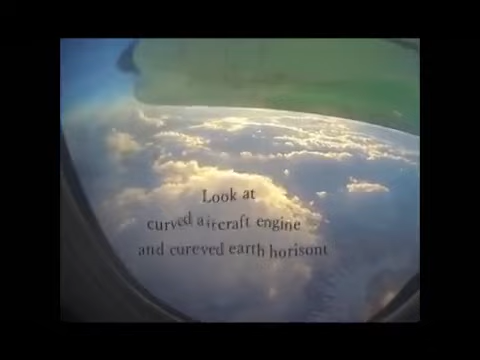 Look at
curved aircraft engine
and cureved earth horisont